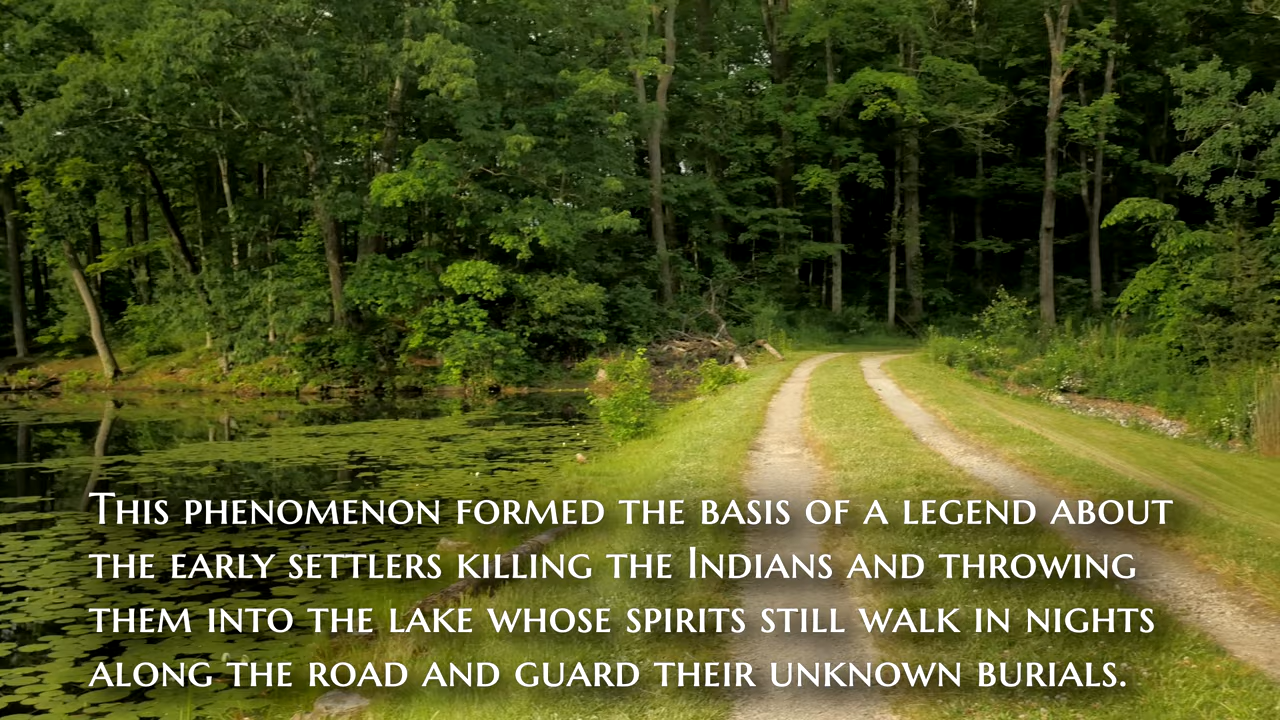 This phenomenon formed the basis of a legend about
the early settlers killing the Indians and throwing
them into the lake whose spirits still walk in nights
along the road and guard their unknown burials.